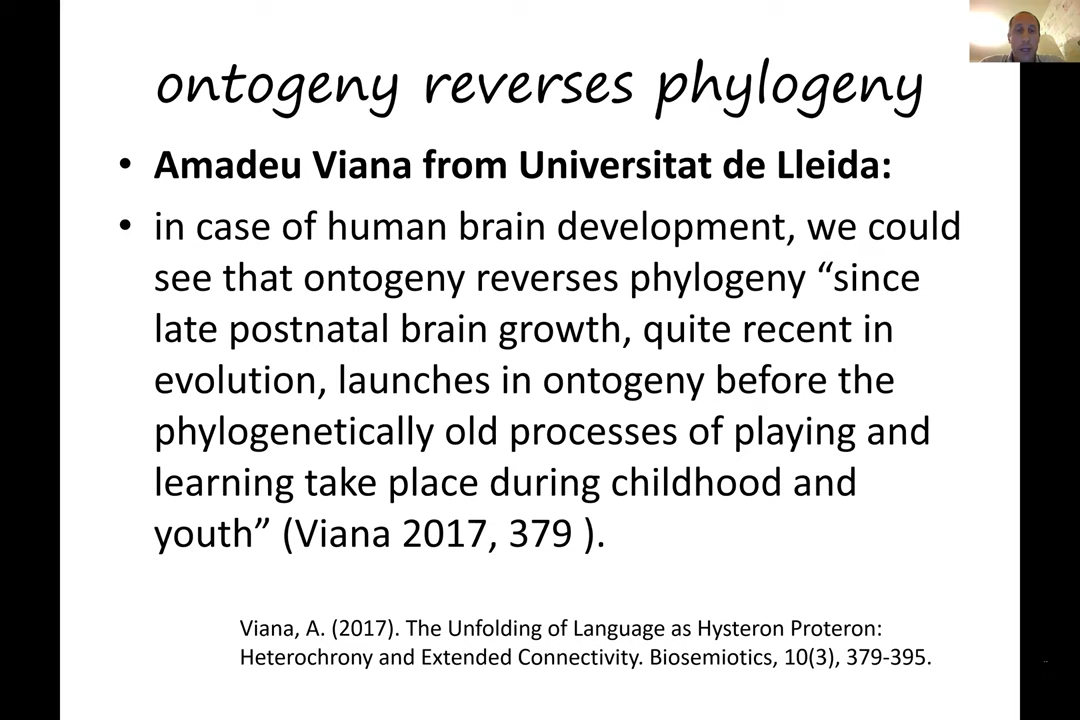 ontogeny reverses phylogeny
• Amadeu Viana from Universitat de Lleida:
• in case of human brain development, we could
see that ontogeny reverses phylogeny “since
late postnatal brain growth, quite recent in
evolution, launches in ontogeny before the
phylogenetically old processes of playing and
learning take place during childhood and
youth” (Viana 2017, 379 ).
Viana, A. (2017). The Unfolding of Language as Hysteron Proteron:
Heterochrony and Extended Connectivity. Biosemiotics, 10(3), 379-395.